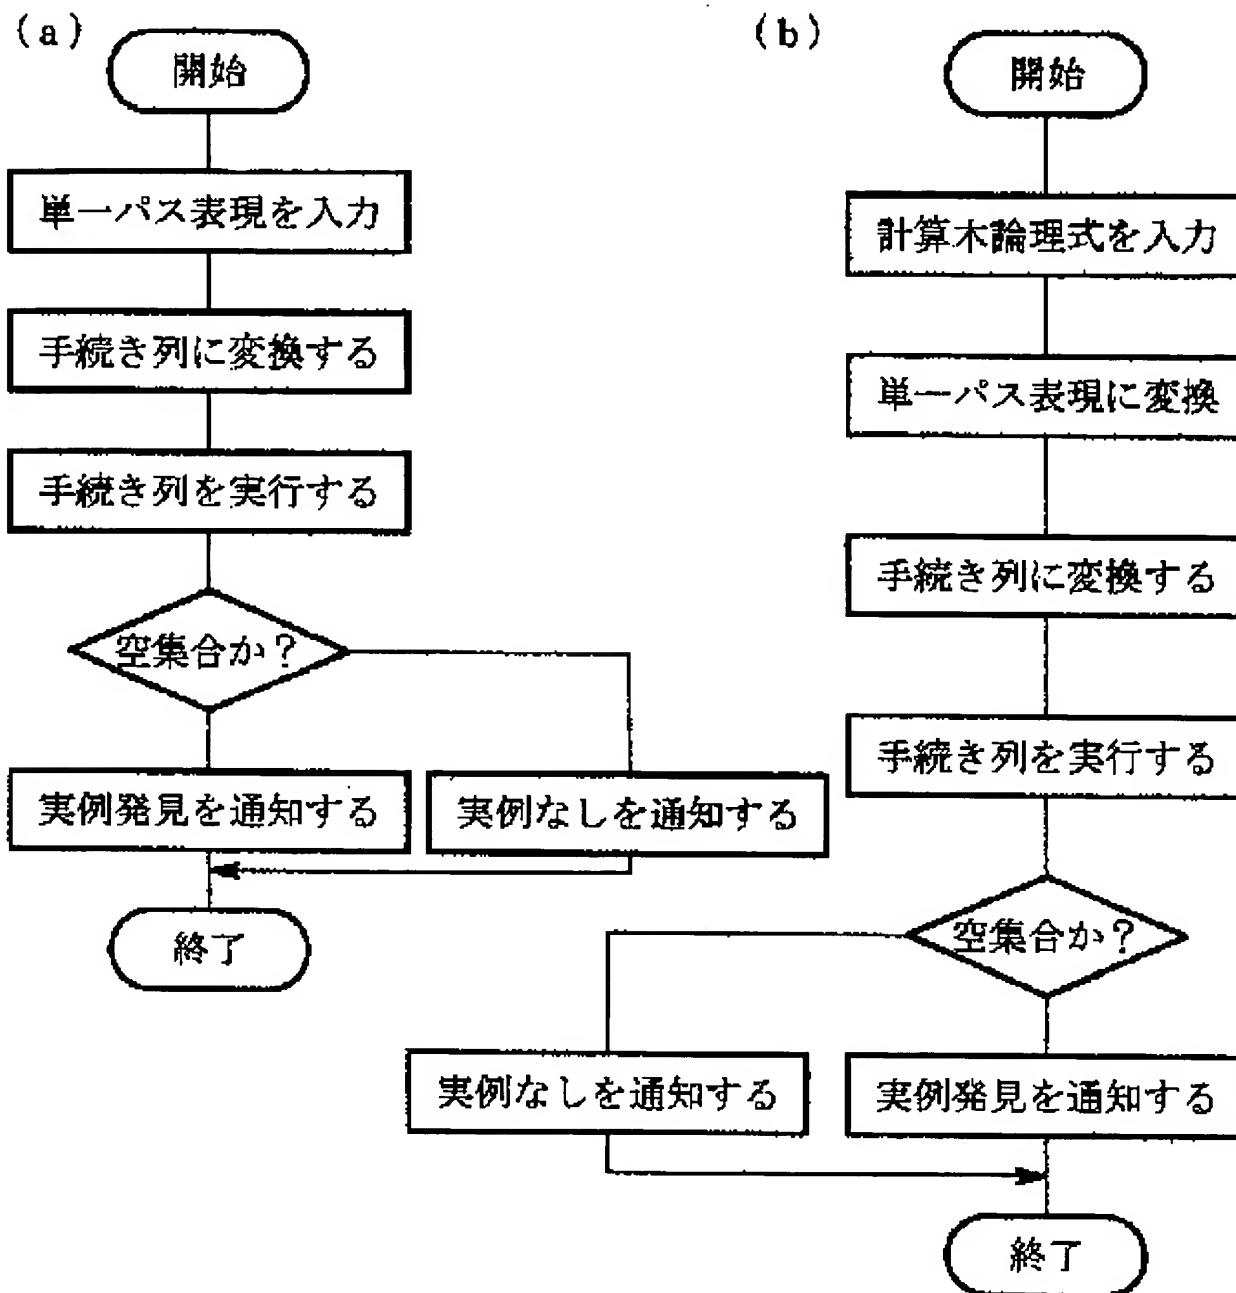 (a)
開始
単一パス表現を入力
手続き列に変換する
手続き列を実行する
空集合か?
実例発見を通知する
実例なしを通知する
終了
(b)
開始
計算木論理式を入力
単一パス表現に変換
手続き列に変換する
手続き列を実行する
空集合か?
実例なしを通知する
実例発見を通知する
終了